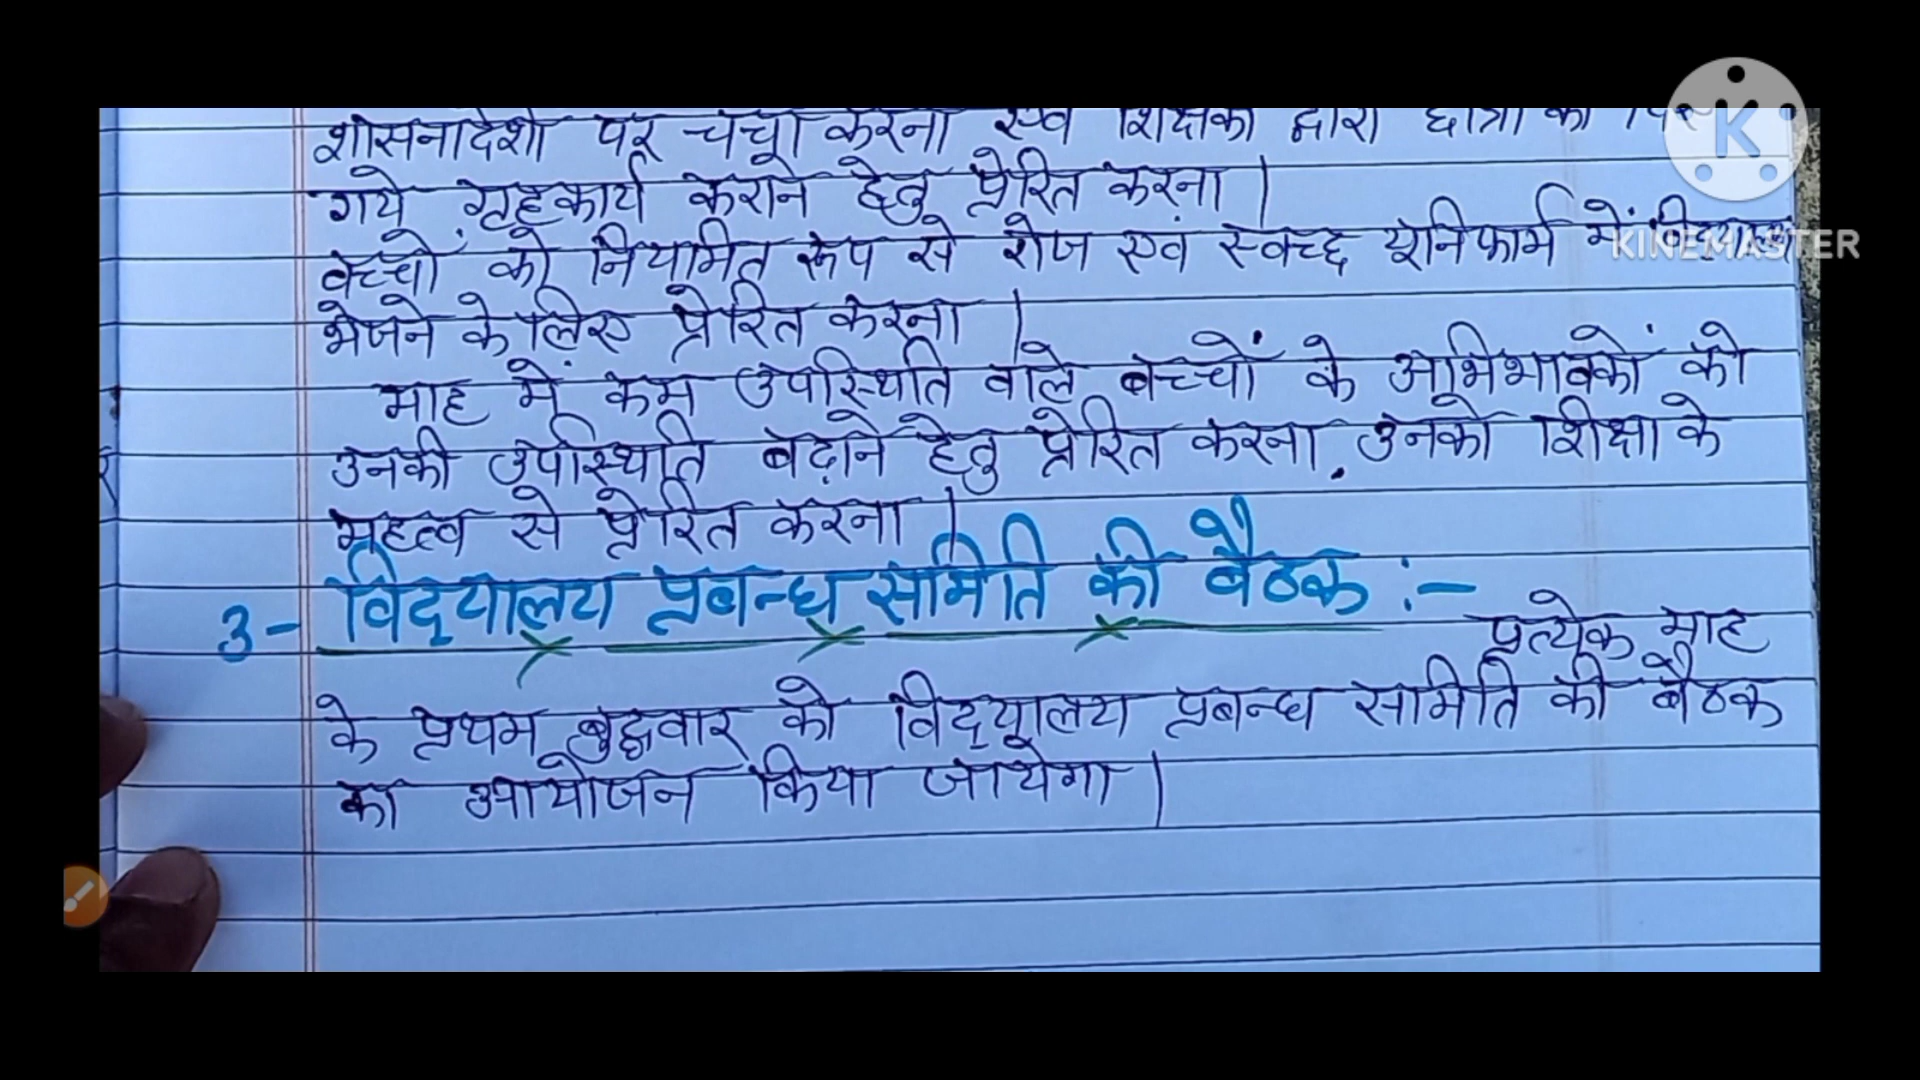 शासनादेशो पर चर्चा करना एवं शिक्षको द्वारा छात्रो को
गये गृहकार्य कराने हेतु प्रेरित करना।
बच्चों को नियमित रूप से रोज एवं स्वच्छ यूनिफार्म में विद्यालय
भेजने के लिए प्रेरित करना।
माह में कम उपस्थिति वाले बच्चों के अभिभावकों को
उनकी उपस्थिति बढ़ाने हेतु प्रेरित करना. उनको शिक्षा के
महत्व से प्रेरित करना।
3- विद्यालय प्रबन्ध समिति की बैठक :-
प्रत्येक माह
के प्रथम बुद्धवार को विद्यालय प्रबन्ध समिति की बैठक
का आयोजन किया जायेगा।
K
KINEMASTER